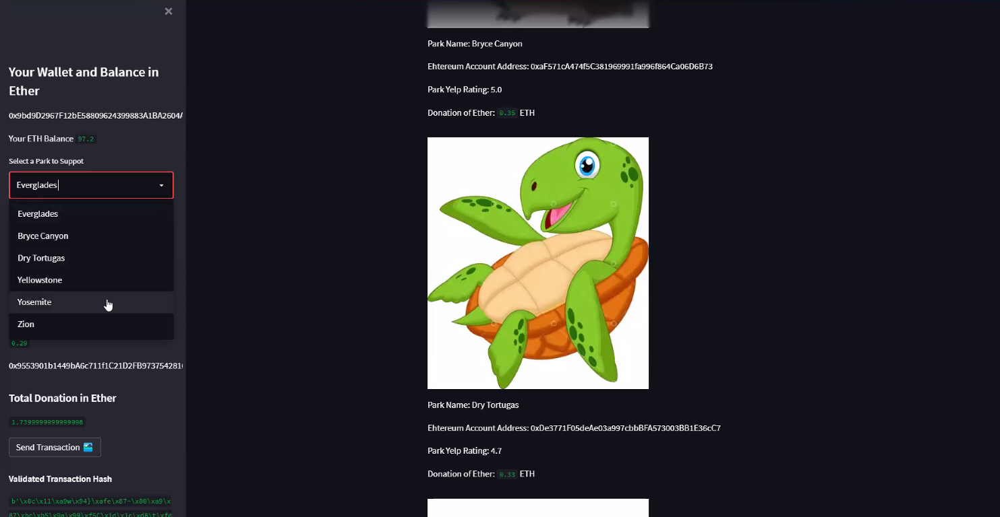 ×
Your Wallet and Balance in
Ether
0x9bd9D2967F12bE58809624399883A1BA2604A
Your ETH Balance 97.2
Select a Park to Suppot
Everglades
Everglades
Bryce Canyon
Dry Tortugas
Yellowstone
Yosemite
Zion
0.29
0x9553901b1449bA6c711f1C21D2FB973754281
Total Donation in Ether
1.7399999999999998
Send Transaction
Validated Transaction Hash
b'\x0c\x11\xa9w\x94}\xafe\x87~\x80\xa9\x
Park Name: Bryce Canyon
Ehtereum Account Address: 0xaF571cA474f5C381969991fa996f864Ca06D6B73
Park Yelp Rating: 5.0
Donation of Ether: 0.35 ETH
Park Name: Dry Tortugas
Ehtereum Account Address: 0xDe3771F05deAe03a997cbbBFA573003BB1E36cC7
Park Yelp Rating: 4.7
Donation of Ether: 0.33 ETH